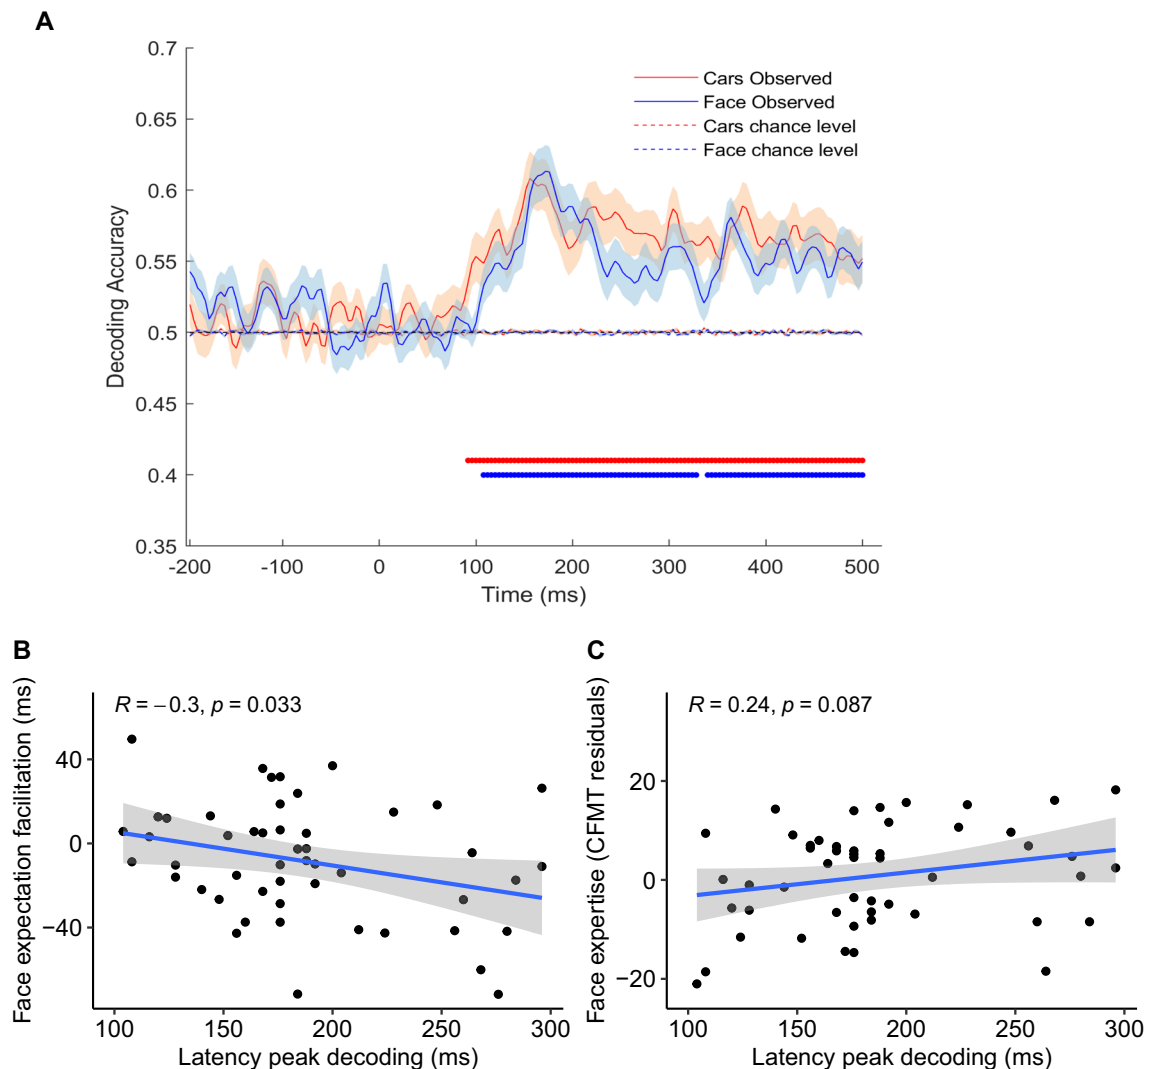 A
0.7
0.65
0.6
0.55
0.5
0.45
0.4
0.35
Decoding Accuracy
Cars Observed
Face Observed
Cars chance level
Face chance level
-200 -100 0 100 200 300 400 500
Time (ms)
B
R = −0.3, p = 0.033
Face expectation facilitation (ms)
40
0
−40
100 150 200 250 300
Latency peak decoding (ms)
C
R = 0.24, p = 0.087
Face expertise (CFMT residuals)
20
0
−20
100 150 200 250 300
Latency peak decoding (ms)